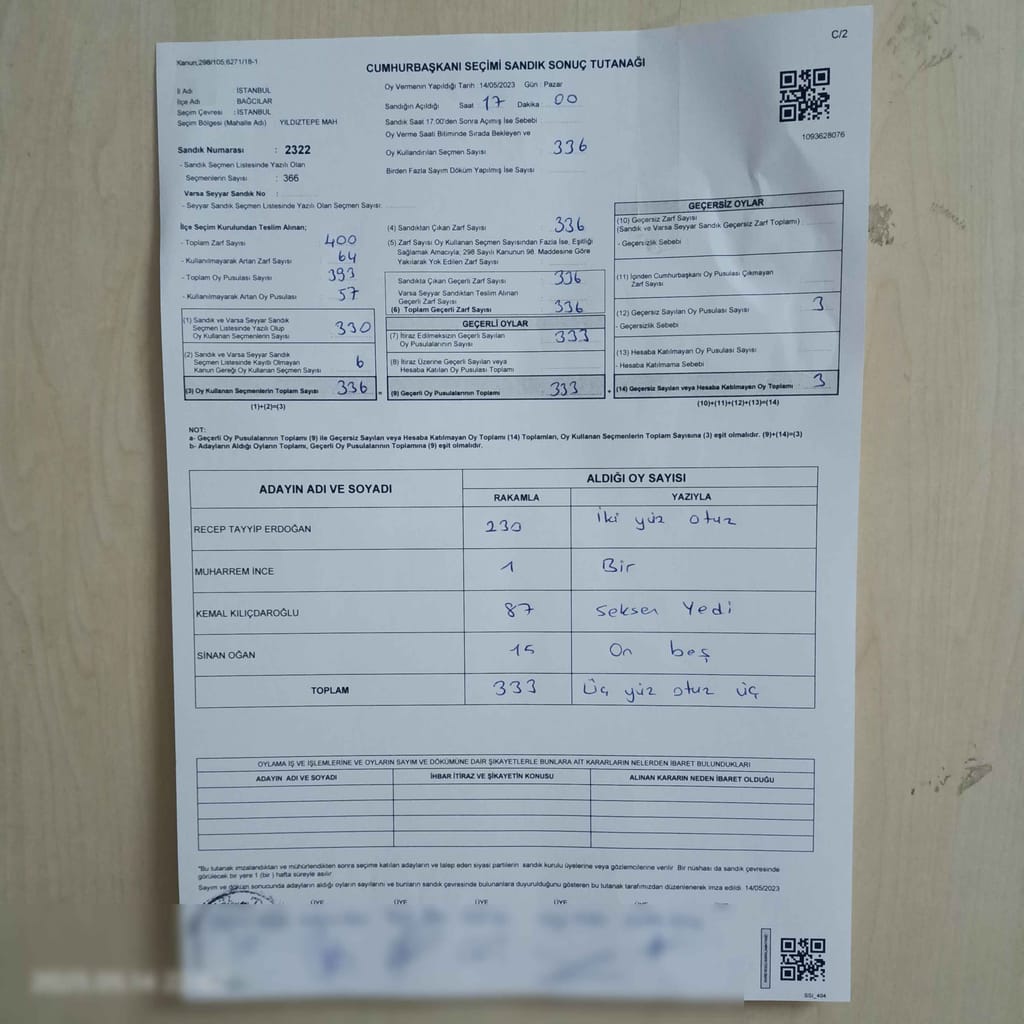 C/2
Kanun;298/105;6271/18-1
CUMHURBAŞKANI SEÇİMİ SANDIK SONUÇ TUTANAĞI
İl Adı : İSTANBUL
İlçe Adı : BAĞCILAR
Seçim Çevresi : İSTANBUL
Seçim Bölgesi (Mahalle Adı) YILDIZTEPE MAH
Sandık Numarası : 2322
- Sandık Seçmen Listesinde Yazılı Olan
Seçmenlerin Sayısı : 366
Varsa Seyyar Sandık No :
- Seyyar Sandık Seçmen Listesinde Yazılı Olan Seçmen Sayısı:
Oy Vermenin Yapıldığı Tarih 14/05/2023 Gün : Pazar
Sandığın Açıldığı Saat 17 Dakika 00
Sandık Saat 17.00'den Sonra Açımış İse Sebebi
Oy Verme Saati Bitiminde Sırada Bekleyen ve
Oy Kullandırılan Seçmen Sayısı 336
Birden Fazla Sayım Döküm Yapılmış İse Sayısı
1093628076
İlçe Seçim Kurulundan Teslim Alınan;
- Toplam Zarf Sayısı 400
- Kullanılmayarak Artan Zarf Sayısı 64
- Toplam Oy Pusulası Sayısı 393
- Kullanılmayarak Artan Oy Pusulası 57
(1) Sandık ve Varsa Seyyar Sandık
Seçmen Listesinde Yazılı Olup
Oy Kullanan Seçmenlerin Sayısı 330
(2) Sandık ve Varsa Seyyar Sandık
Seçmen Listesinde Kayıtlı Olmayan
Kanun Gereği Oy Kullanan Seçmen Sayısı 6
(3) Oy Kullanan Seçmenlerin Toplam Sayısı 336 =
(1)+(2)=(3)
(4) Sandıktan Çıkan Zarf Sayısı 336
(5) Zarf Sayısı Oy Kullanan Seçmen Sayısından Fazla İse, Eşitliği
Sağlamak Amacıyla; 298 Sayılı Kanunun 98. Maddesine Göre
Yakılarak Yok Edilen Zarf Sayısı
Sandıkta Çıkan Geçerli Zarf Sayısı 336
Varsa Seyyar Sandıktan Teslim Alınan
Geçerli Zarf Sayısı
(6) Toplam Geçerli Zarf Sayısı 336
GEÇERLİ OYLAR
(7) İtiraz Edilmeksizin Geçerli Sayılan
Oy Pusulalarının Sayısı 333
(8) İtiraz Üzerine Geçerli Sayılan veya
Hesaba Katılan Oy Pusulası Toplamı
(9) Geçerli Oy Pusulalarının Toplamı 333 +
GEÇERSİZ OYLAR
(10) Geçersiz Zarf Sayısı
(Sandık ve Varsa Seyyar Sandık Geçersiz Zarf Toplamı)
- Geçersizlik Sebebi
(11) İçinden Cumhurbaşkanı Oy Pusulası Çıkmayan
Zarf Sayısı
(12) Geçersiz Sayılan Oy Pusulası Sayısı 3
- Geçersizlik Sebebi
(13) Hesaba Katılmayan Oy Pusulası Sayısı
- Hesaba Katılmama Sebebi
(14) Geçersiz Sayılan veya Hesaba Katılmayan Oy Toplamı 3
(10)+(11)+(12)+(13)=(14)
NOT:
a- Geçerli Oy Pusulalarının Toplamı (9) ile Geçersiz Sayılan veya Hesaba Katılmayan Oy Toplamı (14) Toplamları, Oy Kullanan Seçmenlerin Toplam Sayısına (3) eşit olmalıdır. (9)+(14)=(3)
b- Adayların Aldığı Oyların Toplamı, Geçerli Oy Pusulalarının Toplamına (9) eşit olmalıdır.
ADAYIN ADI VE SOYADI ALDIĞI OY SAYISI
RAKAMLA YAZIYLA
RECEP TAYYİP ERDOĞAN 230 İki yüz otuz
MUHARREM İNCE 1 Bir
KEMAL KILIÇDAROĞLU 87 Seksen Yedi
SİNAN OĞAN 15 On beş
TOPLAM 333 Üç yüz otuz üç
OYLAMA İŞ VE İŞLEMLERİNE VE OYLARIN SAYIM VE DÖKÜMÜNE DAİR ŞİKAYETLERLE BUNLARA AİT KARARLARIN NELERDEN İBARET BULUNDUKLARI
ADAYIN ADI VE SOYADI İHBAR İTİRAZ VE ŞİKAYETİN KONUSU ALINAN KARARIN NEDEN İBARET OLDUĞU
*Bu tutanak imzalandıktan ve mühürlendikten sonra seçime katılan adayların ve talep eden siyasi partilerin sandık kurulu üyelerine veya gözlemcilerine verilir. Bir nüshası da sandık çevresinde
görülecek bir yere 1 (bir) hafta süreyle asılır.
Sayım ve döküm sonucunda adayların aldığı oyların sayılarını ve bunların sandık çevresinde bulunanlara duyurulduğunu gösteren bu tutanak tarafımızdan düzenlenerek imza edildi. 14/05/2023
ÜYE ÜYE ÜYE ÜYE
SSİ_404